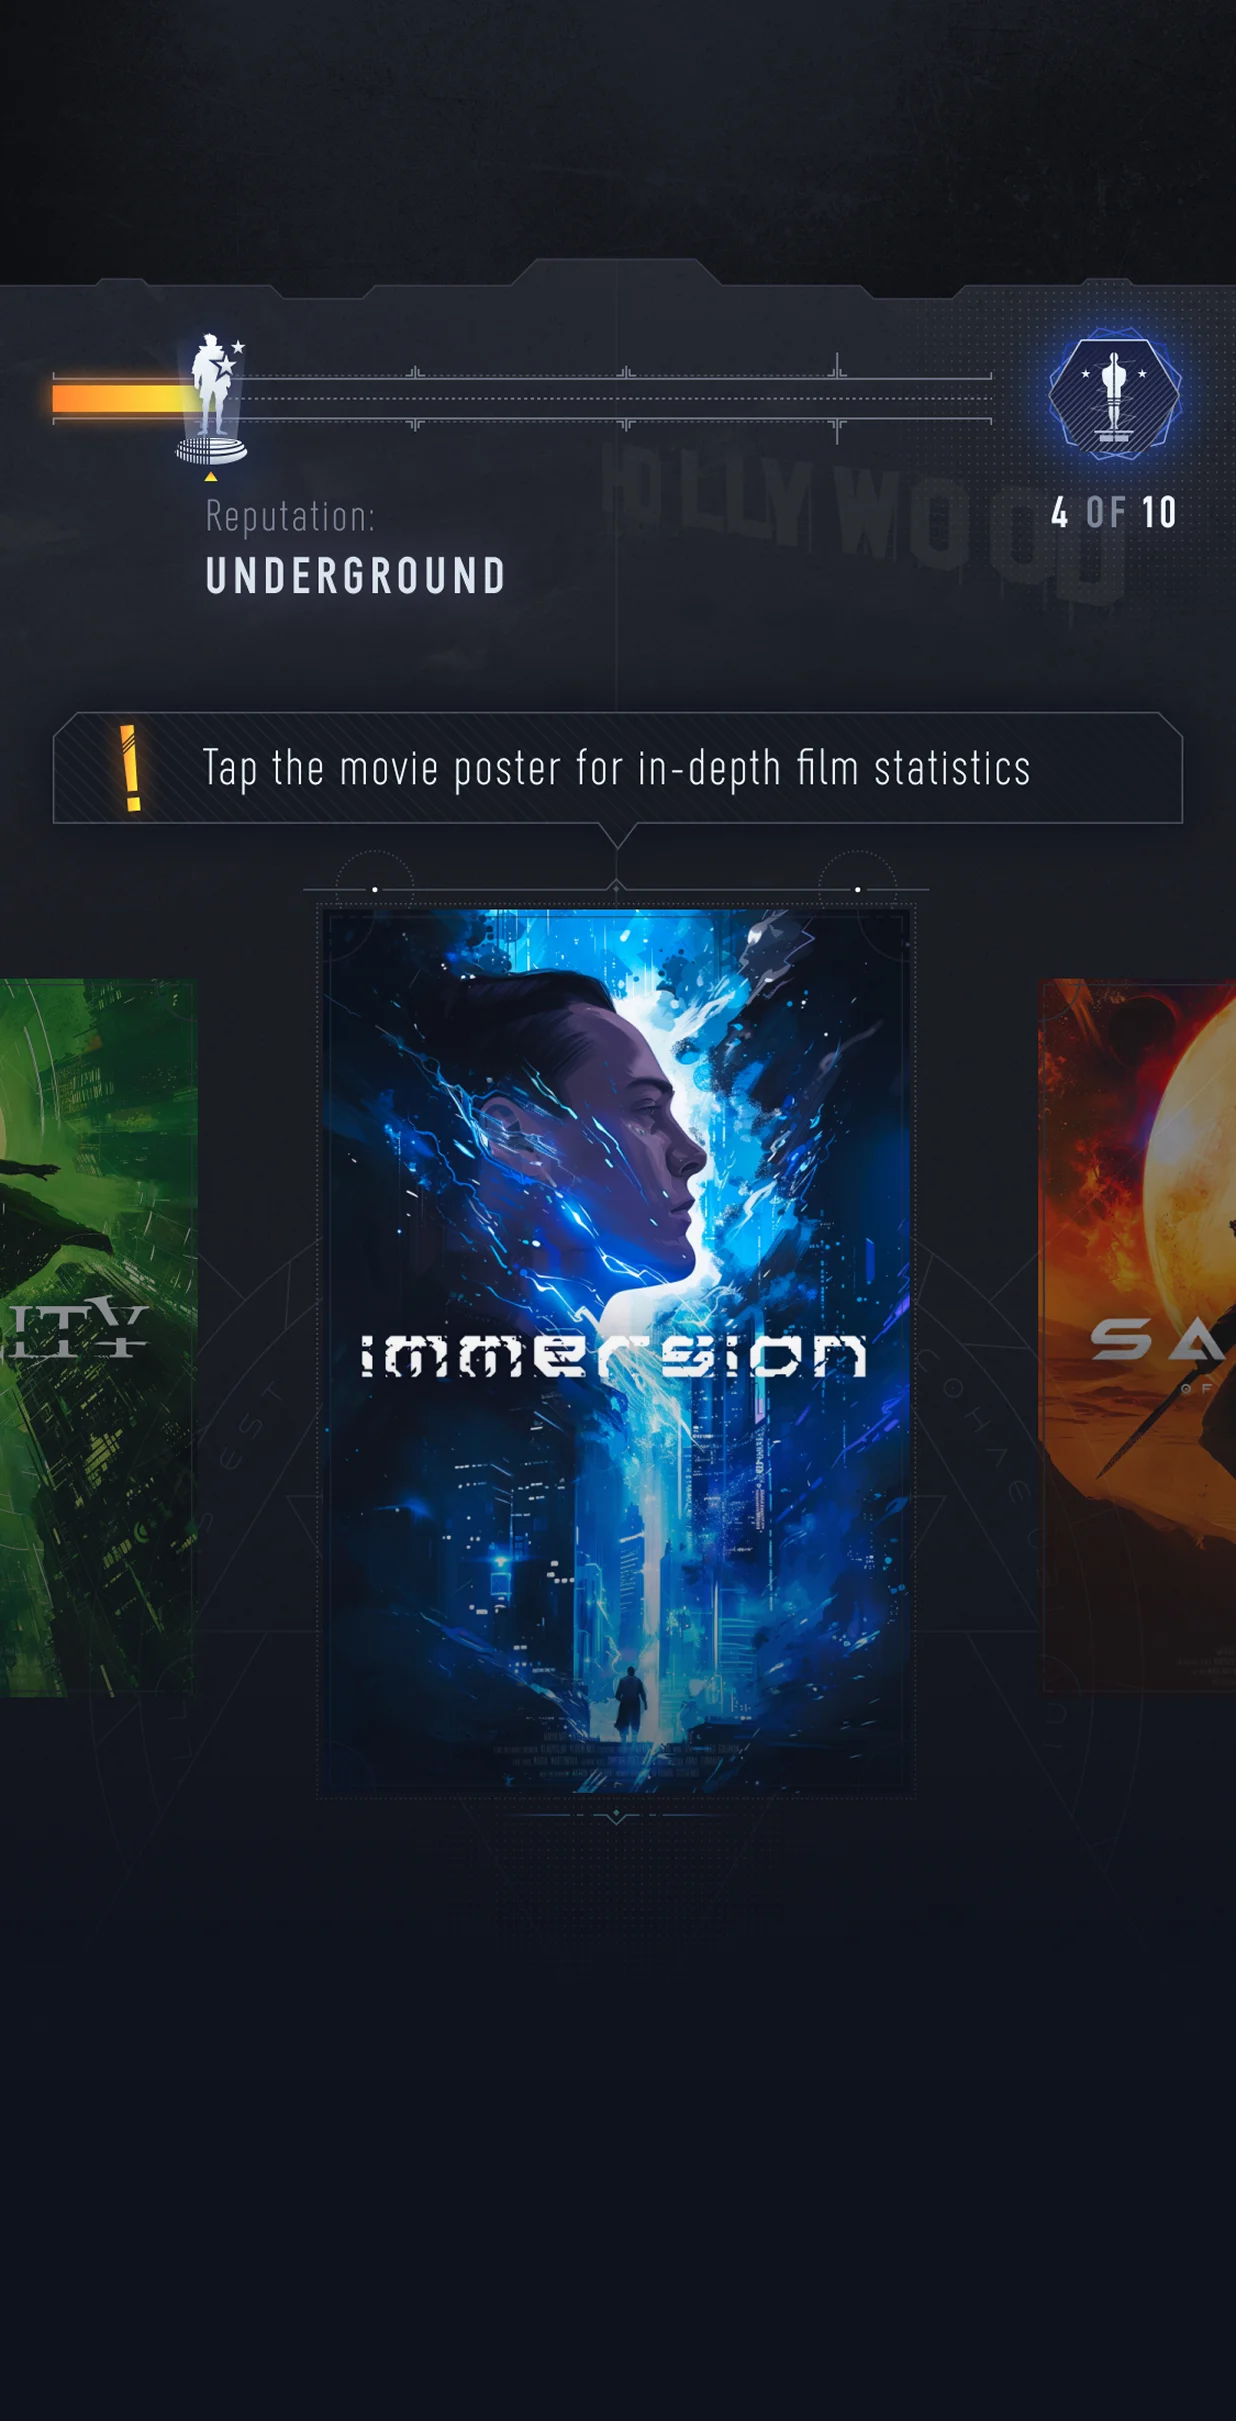 4 OF 10
Reputation:
UNDERGROUND
HOLLYWOOD
Tap the movie poster for in-depth film statistics
immersion
ITY
SA
OF